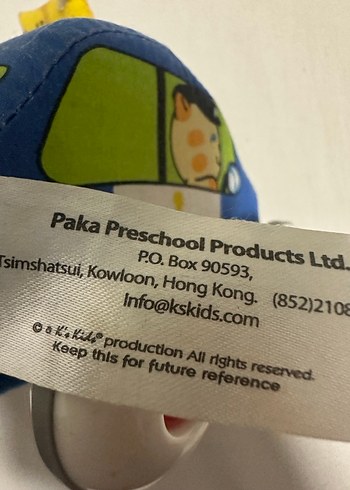 Paka Preschool Products Ltd.
P.O. Box 90593,
Tsimshatsui, Kowloon, Hong Kong. (852)2108
Info@kskids.com
© a K's Kids® production All rights reserved.
Keep this for future reference